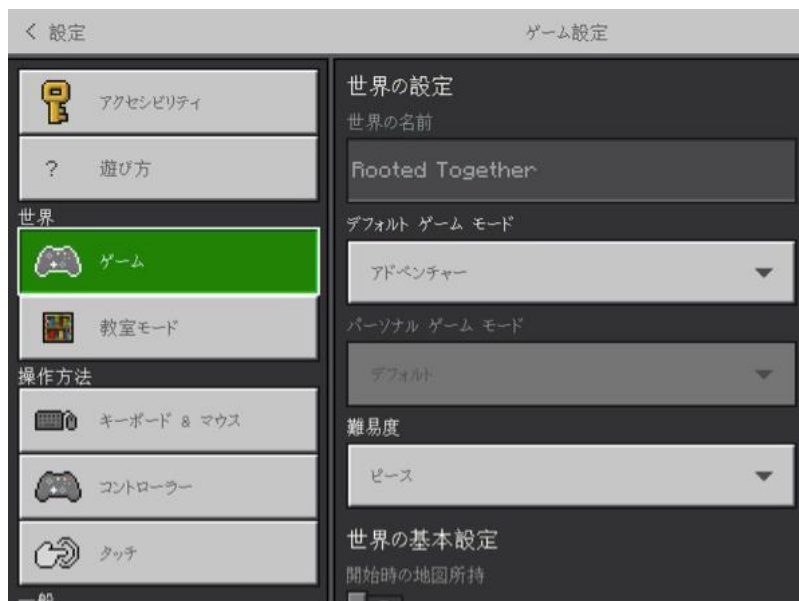 設定
ゲーム設定
アクセシビリティ
? 遊び方
世界
ゲーム
教室モード
操作方法
キーボード & マウス
コントローラー
タッチ
一般
世界の設定
世界の名前
Rooted Together
デフォルト ゲーム モード
アドベンチャー
パーソナル ゲーム モード
デフォルト
難易度
ピース
世界の基本設定
開始時の地図所持